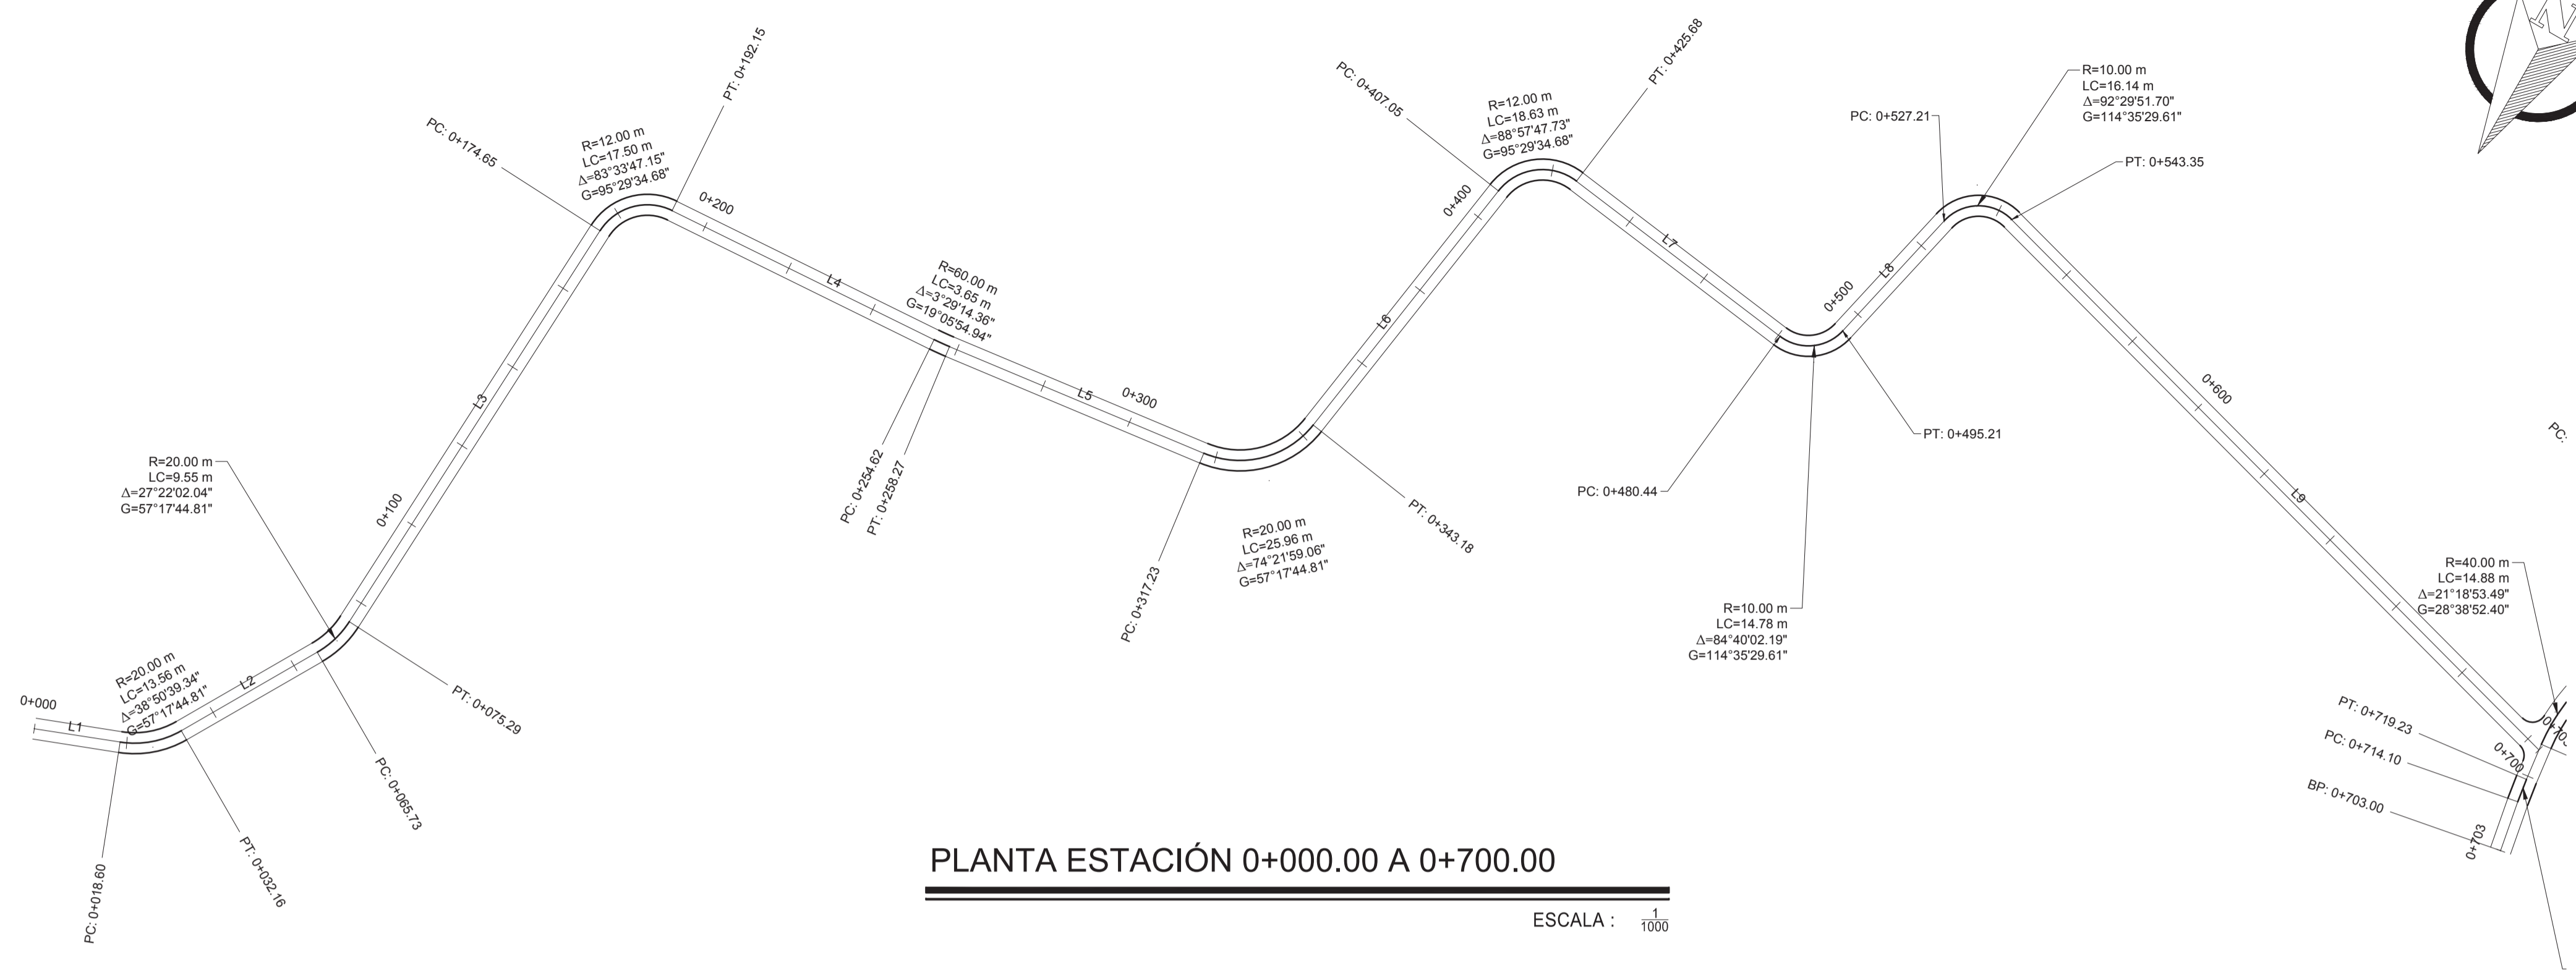 0+000
L1
PC: 0+018.60
R=20.00 m
LC=13.56 m
Δ=38°50'39.34"
G=57°17'44.81"
PT: 0+032.16
L2
PC: 0+065.73
R=20.00 m
LC=9.55 m
Δ=27°22'02.04"
G=57°17'44.81"
PT: 0+075.29
0+100
L3
PC: 0+174.65
R=12.00 m
LC=17.50 m
Δ=83°33'47.15"
G=95°29'34.68"
PT: 0+192.15
0+200
L4
R=60.00 m
LC=3.65 m
Δ=3°29'14.36"
G=19°05'54.94"
PC: 0+254.62
PT: 0+258.27
L5
0+300
PC: 0+317.23
R=20.00 m
LC=25.96 m
Δ=74°21'59.06"
G=57°17'44.81"
PT: 0+343.18
L6
0+400
PC: 0+407.05
R=12.00 m
LC=18.63 m
Δ=88°57'47.73"
G=95°29'34.68"
PT: 0+425.68
L7
PC: 0+480.44
R=10.00 m
LC=14.78 m
Δ=84°40'02.19"
G=114°35'29.61"
PT: 0+495.21
0+500
L8
PC: 0+527.21
R=10.00 m
LC=16.14 m
Δ=92°29'51.70"
G=114°35'29.61"
PT: 0+543.35
0+600
L9
N
PC:
R=40.00 m
LC=14.88 m
Δ=21°18'53.49"
G=28°38'52.40"
PT: 0+719.23
PC: 0+714.10
BP: 0+703.00
0+700
0+703
PLANTA ESTACIÓN 0+000.00 A 0+700.00
ESCALA : 1/1000